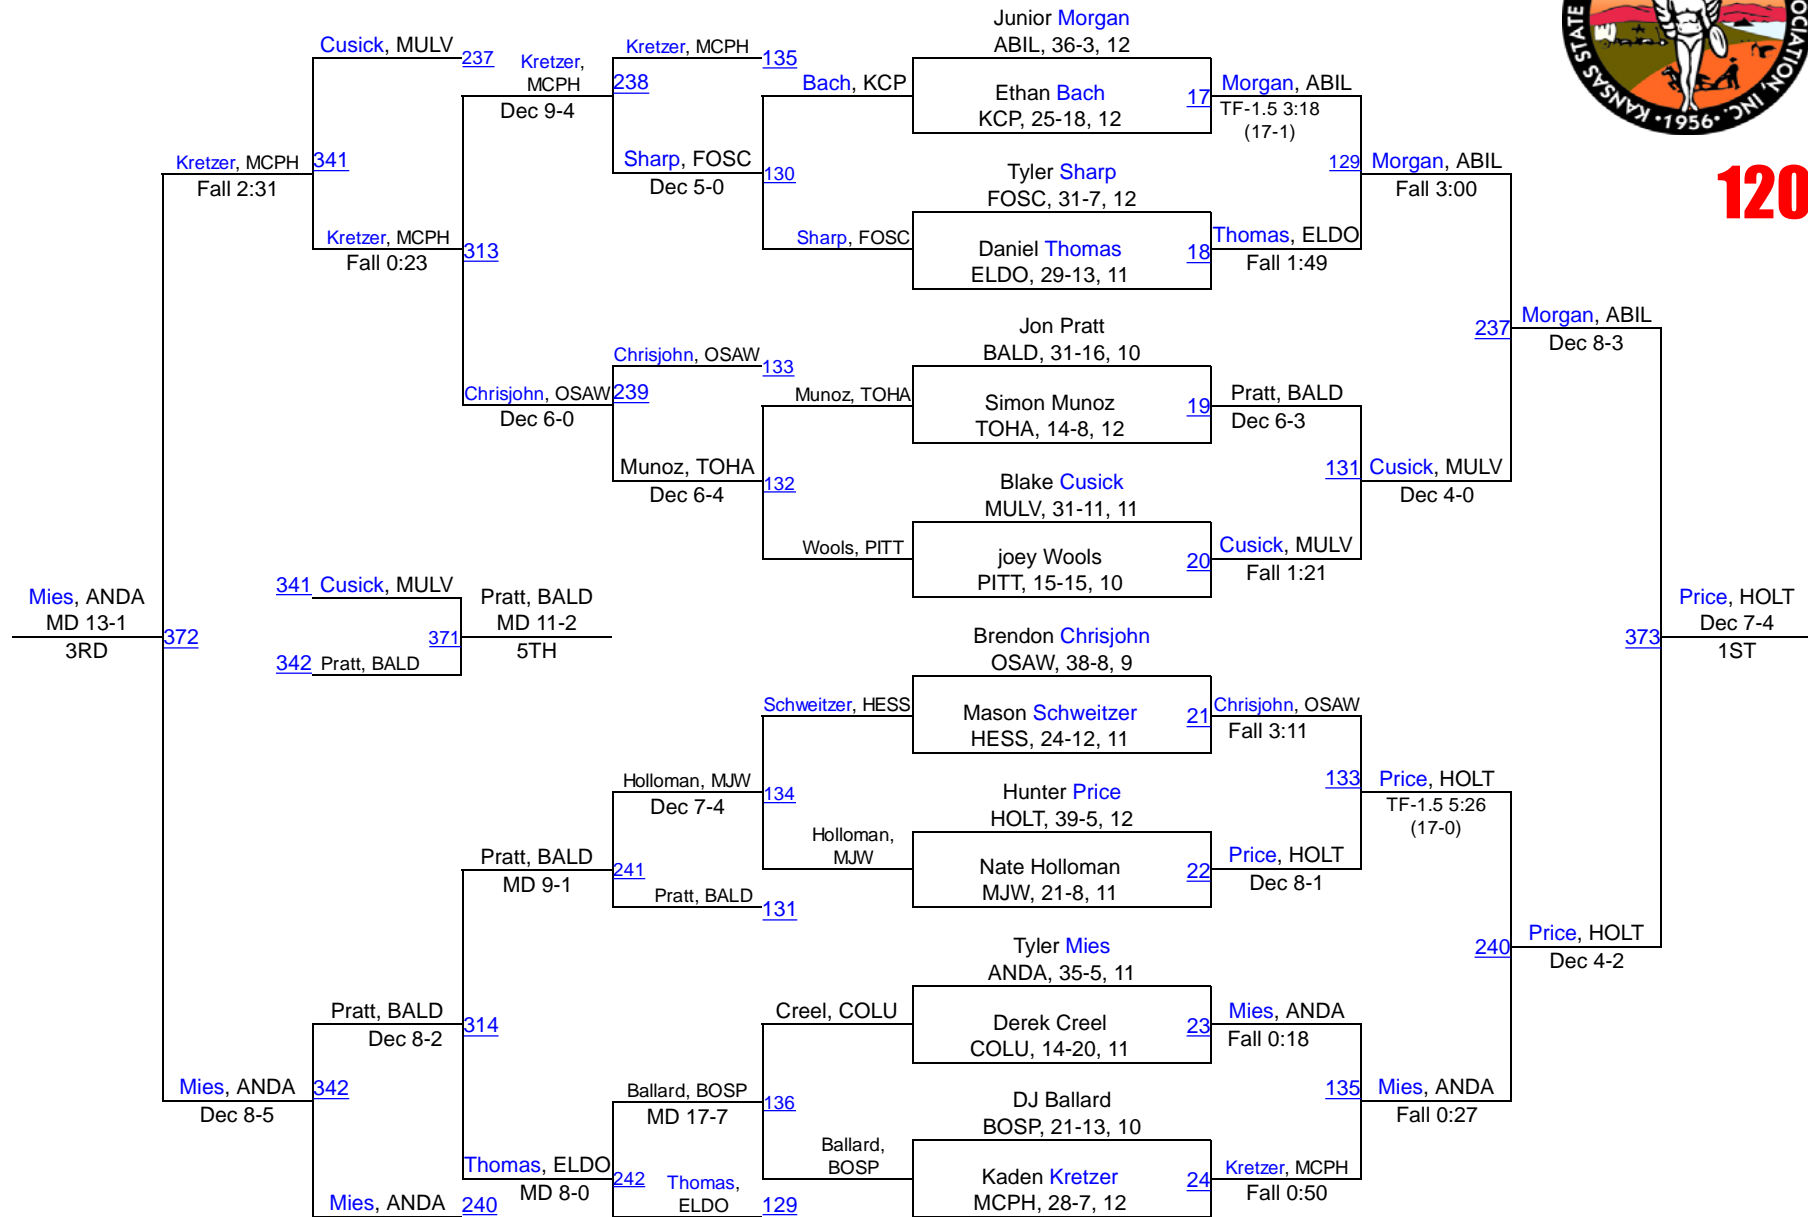 Junior Morgan
ABIL, 36-3, 12
Ethan Bach
KCP, 25-18, 12
Tyler Sharp
FOSC, 31-7, 12
Daniel Thomas
ELDO, 29-13, 11
Jon Pratt
BALD, 31-16, 10
Simon Munoz
TOHA, 14-8, 12
Blake Cusick
MULV, 31-11, 11
joey Wools
PITT, 15-15, 10
Brendon Chrisjohn
OSAW, 38-8, 9
Mason Schweitzer
HESS, 24-12, 11
Hunter Price
HOLT, 39-5, 12
Nate Holloman
MJW, 21-8, 11
Tyler Mies
ANDA, 35-5, 11
Derek Creel
COLU, 14-20, 11
DJ Ballard
BOSP, 21-13, 10
Kaden Kretzer
MCPH, 28-7, 12
17
Morgan, ABIL
TF-1.5 3:18
(17-1)
18
Thomas, ELDO
Fall 1:49
19
Pratt, BALD
Dec 6-3
20
Cusick, MULV
Fall 1:21
21
Chrisjohn, OSAW
Fall 3:11
22
Price, HOLT
Dec 8-1
23
Mies, ANDA
Fall 0:18
24
Kretzer, MCPH
Fall 0:50
129
Morgan, ABIL
Fall 3:00
131
Cusick, MULV
Dec 4-0
133
Price, HOLT
TF-1.5 5:26
(17-0)
135
Mies, ANDA
Fall 0:27
237
Morgan, ABIL
Dec 8-3
240
Price, HOLT
Dec 4-2
373
Price, HOLT
Dec 7-4
1ST
Bach, KCP
Sharp, FOSC
130
Munoz, TOHA
Wools, PITT
132
Schweitzer, HESS
Holloman,
MJW
134
Creel, COLU
Ballard,
BOSP
136
Kretzer, MCPH
135
Sharp, FOSC
Dec 5-0
238
Chrisjohn, OSAW
133
Munoz, TOHA
Dec 6-4
239
Holloman, MJW
Dec 7-4
Pratt, BALD
131
241
Ballard, BOSP
MD 17-7
Thomas,
ELDO
129
242
Kretzer,
MCPH
Dec 9-4
Chrisjohn, OSAW
Dec 6-0
313
Pratt, BALD
MD 9-1
Thomas, ELDO
MD 8-0
314
Cusick, MULV
237
Kretzer, MCPH
Fall 0:23
341
Pratt, BALD
Dec 8-2
Mies, ANDA
240
342
Kretzer, MCPH
Fall 2:31
Mies, ANDA
Dec 8-5
372
Mies, ANDA
MD 13-1
3RD
341 Cusick, MULV
342 Pratt, BALD
371
Pratt, BALD
MD 11-2
5TH
KANSAS STATE
OCIATION, INC.
•1956•
120